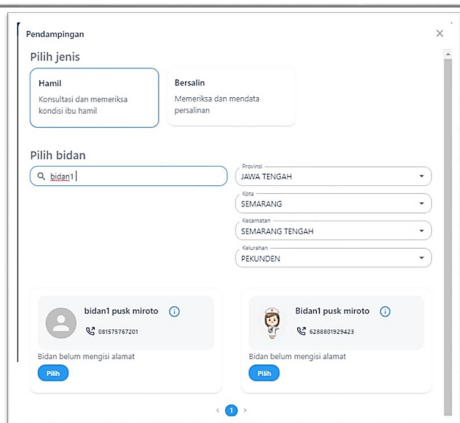 Pendampingan
Pilih jenis
Hamil
Konsultasi dan memeriksa
kondisi ibu hamil
Bersalin
Memeriksa dan mendata
persalinan
Pilih bidan
bidan1
Provinsi
JAWA TENGAH
Kota
SEMARANG
Kecamatan
SEMARANG TENGAH
Kelurahan
PEKUNDEN
bidan1 pusk miroto
081575767201
Bidan belum mengisi alamat
Pilih
Bidan1 pusk miroto
6288801929423
Bidan belum mengisi alamat
Pilih
1